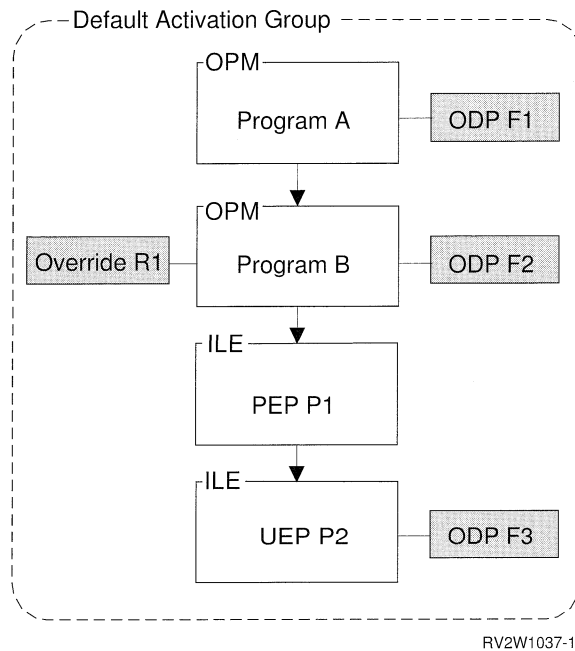 Default Activation Group
OPM
Program A
ODP F1
OPM
Override R1
Program B
ODP F2
ILE
PEP P1
ILE
UEP P2
ODP F3
RV2W1037-1